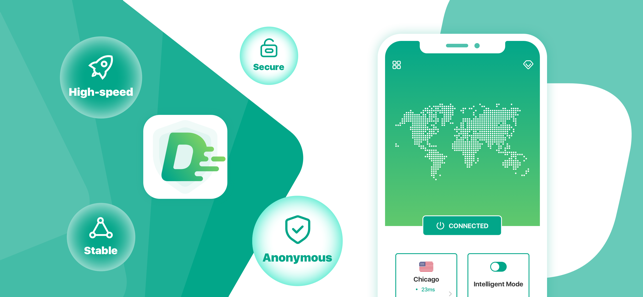 High-speed
Secure
D
Stable
Anonymous
CONNECTED
Chicago
23ms
Intelligent Mode